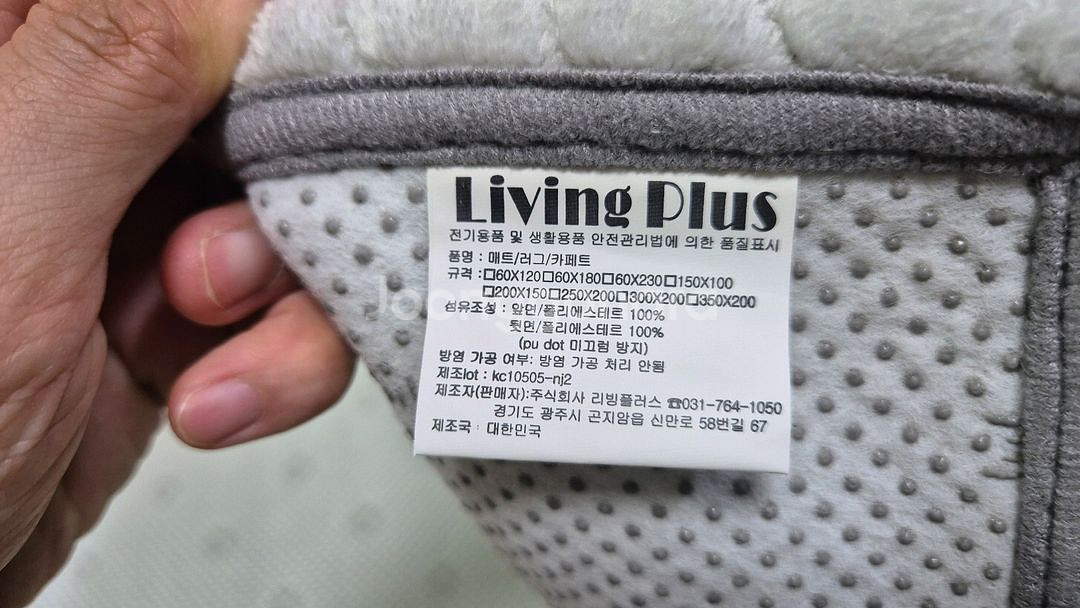 Living Plus
전기용품 및 생활용품 안전관리법에 의한 품질표시
품명 : 매트/러그/카페트
규격 :□60X120□60X180□60X230□150X100
□200X150□250X200□300X200□350X200
섬유조성 : 앞면/폴리에스테르 100%
뒷면/폴리에스테르 100%
(pu dot 미끄럼 방지)
방염 가공 여부: 방염 가공 처리 안됨
제조lot : kc10505-nj2
제조자(판매자):주식회사 리빙플러스 ☎031-764-1050
경기도 광주시 곤지암읍 신만로 58번길 67
제조국 : 대한민국